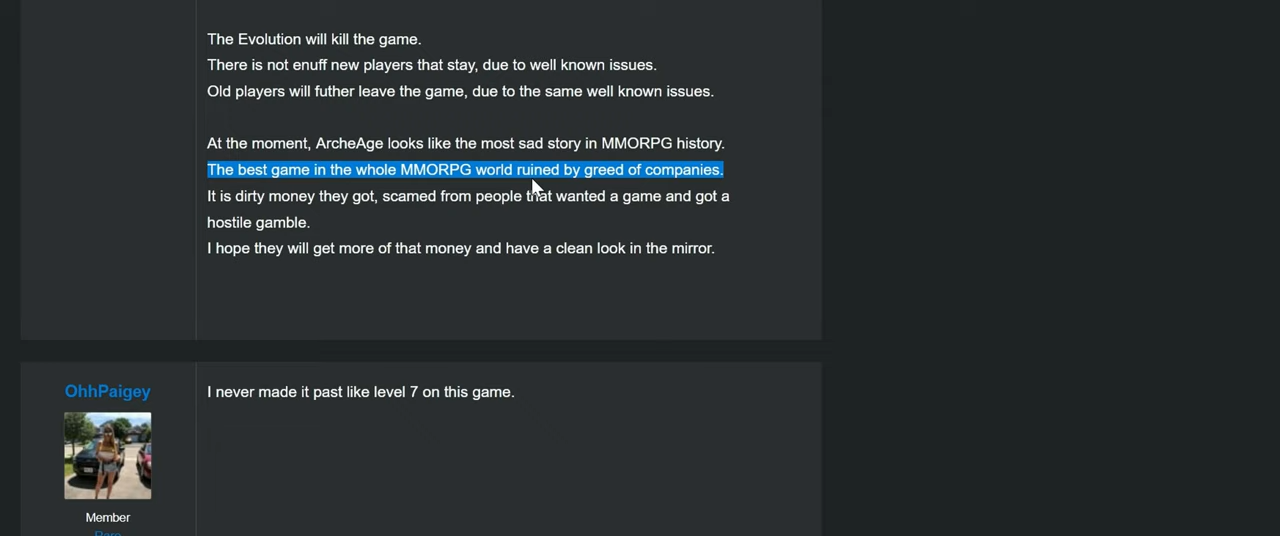 The Evolution will kill the game.
There is not enuff new players that stay, due to well known issues.
Old players will futher leave the game, due to the same well known issues.
At the moment, ArcheAge looks like the most sad story in MMORPG history.
The best game in the whole MMORPG world ruined by greed of companies.
It is dirty money they got, scamed from people that wanted a game and got a
hostile gamble.
I hope they will get more of that money and have a clean look in the mirror.
OhhPaigey
I never made it past like level 7 on this game.
Member
Rare